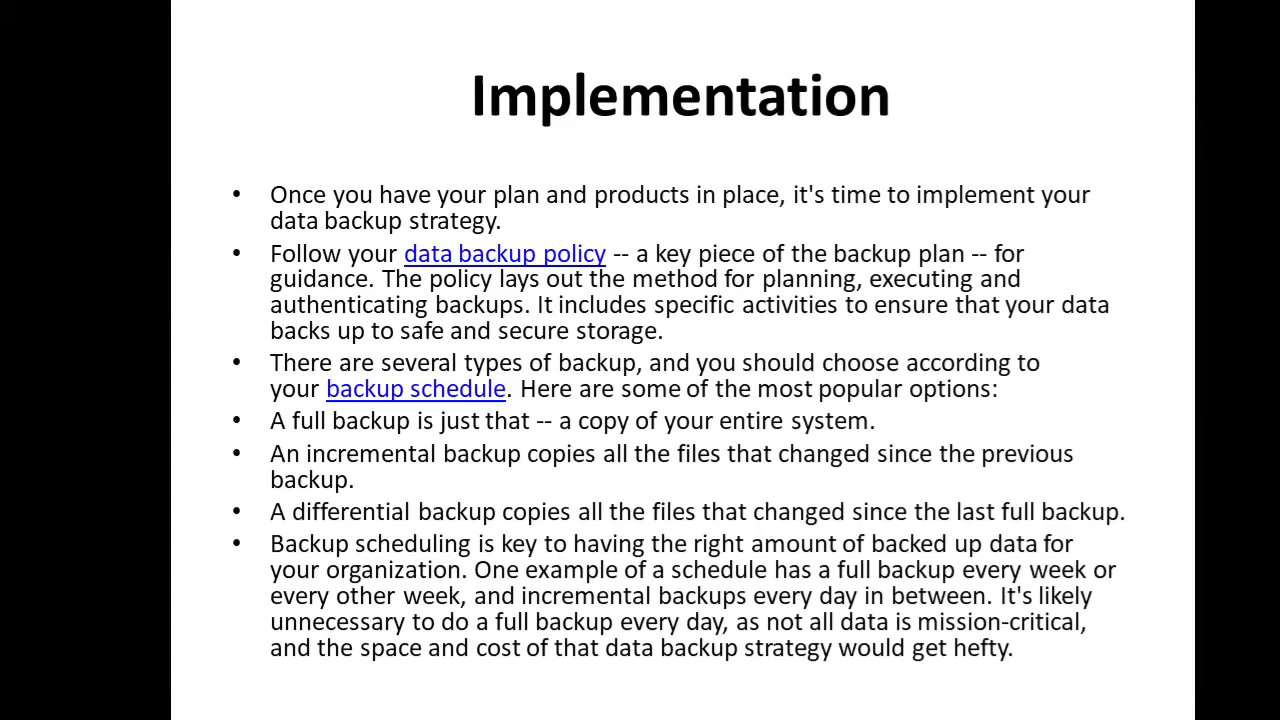 Implementation
• Once you have your plan and products in place, it's time to implement your
data backup strategy.
• Follow your data backup policy -- a key piece of the backup plan -- for
guidance. The policy lays out the method for planning, executing and
authenticating backups. It includes specific activities to ensure that your data
backs up to safe and secure storage.
• There are several types of backup, and you should choose according to
your backup schedule. Here are some of the most popular options:
• A full backup is just that -- a copy of your entire system.
• An incremental backup copies all the files that changed since the previous
backup.
• A differential backup copies all the files that changed since the last full backup.
• Backup scheduling is key to having the right amount of backed up data for
your organization. One example of a schedule has a full backup every week or
every other week, and incremental backups every day in between. It's likely
unnecessary to do a full backup every day, as not all data is mission-critical,
and the space and cost of that data backup strategy would get hefty.